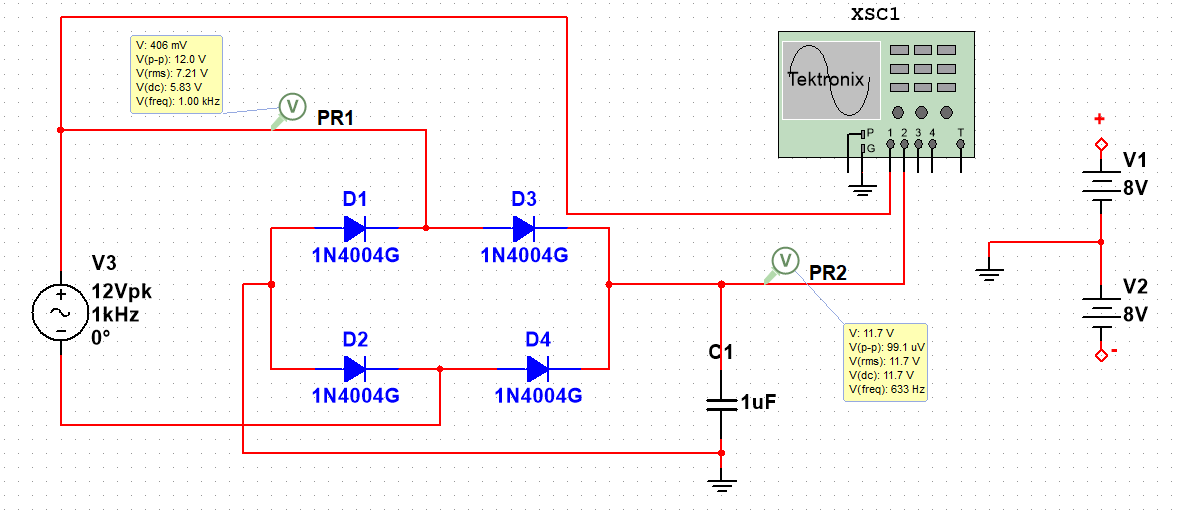 XSC1
V: 406 mV
V(p-p): 12.0 V
V(rms): 7.21 V
V(dc): 5.83 V
V(freq): 1.00 kHz
V
PR1
Tektronix
P
G
1 2 3 4 T
+
V1
8V
D1
1N4004G
D3
1N4004G
V3
+
12Vpk
1kHz
0°
V
PR2
V2
8V
-
D2
1N4004G
D4
1N4004G
V: 11.7 V
V(p-p): 99.1 uV
V(rms): 11.7 V
V(dc): 11.7 V
V(freq): 633 Hz
C1
1uF